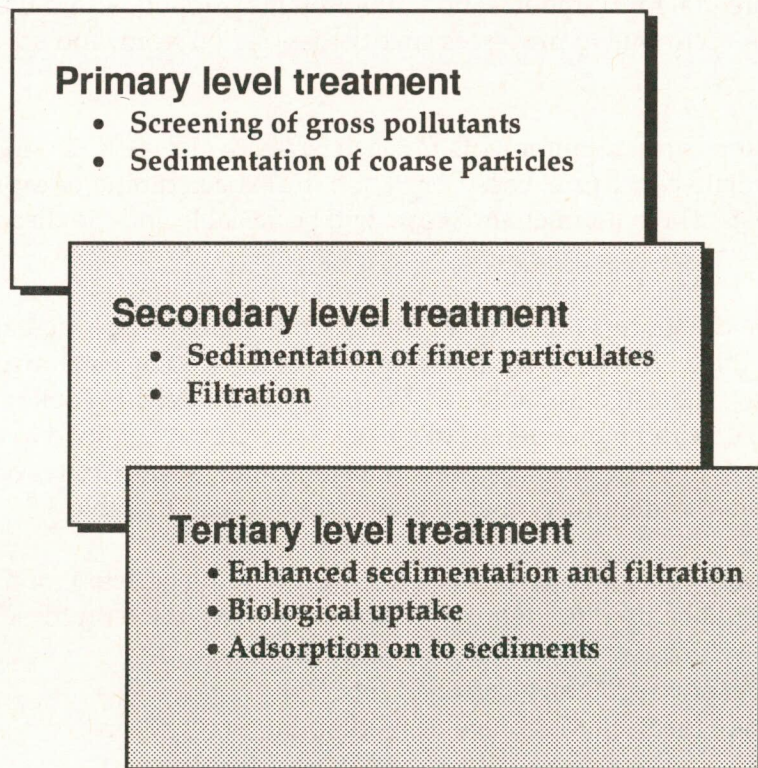 Primary level treatment
• Screening of gross pollutants
• Sedimentation of coarse particles
Secondary level treatment
• Sedimentation of finer particulates
• Filtration
Tertiary level treatment
• Enhanced sedimentation and filtration
• Biological uptake
• Adsorption on to sediments